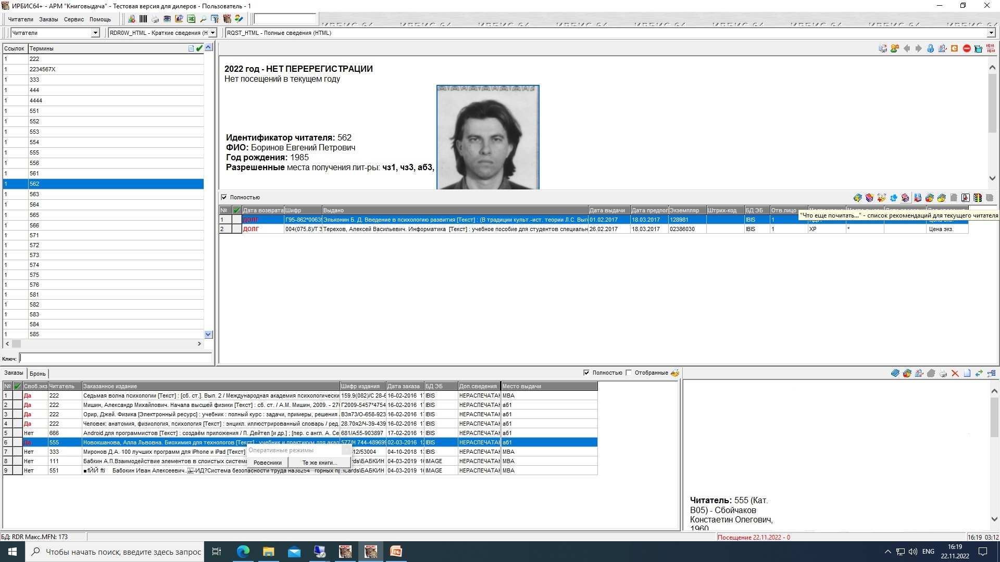 ИРБИС64+ - АРМ "Книговыдача" - Тестовая версия для дилеров - Пользователь - 1
Читатели Заказы Сервис Помощь
Читатели
RDR0W_HTML - Краткие сведения (H
RQST_HTML - Полные сведения (HTML)
Ссылок Термины
1 222
1 2234567X
1 333
1 444
1 4444
1 551
1 552
1 553
1 554
1 555
1 556
1 561
1 562
1 563
1 564
1 565
1 566
1 571
1 572
1 573
1 574
1 575
1 576
1 581
1 582
1 583
1 584
1 585
Ключ:
2022 год - НЕТ ПЕРЕРЕГИСТРАЦИИ
Нет посещений в текущем году
Идентификатор читателя: 562
ФИО: Боринов Евгений Петрович
Год рождения: 1985
Разрешенные места получения лит-ры: чз1, чз3, аб3,
Полностью
№ Дата возврата Шифр Выдано Дата выдачи Дата предпол Экземпляр Штрих-код БД ЭБ Отв.лицо
"Что еще почитать..." - список рекомендаций для текущего читателя
1 ДОЛГ Г95-862*0063 Эльконин Б. Д. Введение в психологию развития [Текст] : (В традиции культ.-ист. теории Л.С. Выг 01.02.2017 18.03.2017 128981 IBIS 1
2 ДОЛГ 004(075.8)/Т 3 Терехов, Алексей Васильевич. Информатика [Текст] : учебное пособие для студентов специальн 26.02.2017 18.03.2017 02386030 IBIS 1 ХР * Цена экз.
Заказы Бронь
Полностью Отобранные
№ Своб.экз Читатель Заказанное издание Шифр издания Дата заказа БД ЭБ Доп.сведения Место выдачи
1 Да 222 Седьмая волна психологии [Текст] : [сб. ст.]. Вып. 2 / Международная академия психологически 159.9(082)/С 28-6 16-02-2016 1 IBIS НЕРАСПЕЧАТАН МВА
2 Да 222 Мишин, Александр Михайлович. Начала высшей физики [Текст] : сб. ст. / А.М. Мишин, 2009. - 27 Г2009-5457*4754 16-02-2016 1 IBIS НЕРАСПЕЧАТАН аб1
3 Да 222 Орир, Джей. Физика [Электронный ресурс] : учебник : полный курс : задачи, примеры, решения В3я73/О-658-923 16-02-2016 1 IBIS НЕРАСПЕЧАТАН аб1
4 Да 222 Человек: анатомия, физиология, психология [Текст] : энцикл. иллюстрированный словарь / ред. 28.70я2/Ч-39-439 16-02-2016 1 IBIS НЕРАСПЕЧАТАН аб1
5 Нет 666 Android для программистов [Текст] : создаём приложения / П. Дейтел [и др.] ; [пер. с англ. А. Се 681/А55-903897 17-02-2016 1 IBIS НЕРАСПЕЧАТАН аб1
6 Да 555 Новокшанова, Алла Львовна. Биохимия для технологов [Текст] : учебник и практикум для акад 577/Н 744-489699 02-03-2016 1 IBIS НЕРАСПЕЧАТАН аб1
7 Нет 333 Миронов Д.А. 100 лучших программ для iPhone и iPad [Текст] 12/53004 04-10-2018 1 IBIS НЕРАСПЕЧАТАН МВА
8 Нет 111 Бабкин А.П.Взаимодействие элементов в слоистых система \Cards\БАБКИН 04-03-2019 1 IMAGE НЕРАСПЕЧАТАН МВА
9 Нет 551 Бабокин Иван Алексеевич. Система безопасности труда на горных .\Cards\БАБКИН 04-03-2019 1 IMAGE НЕРАСПЕЧАТАН МВА
Оперативные режимы
Ровесники Те же книги...
Читатель: 555 (Кат.
В05) - Сбойчаков
Констаетин Олегович,
1960
БД: RDR Макс.MFN: 173
Посещение 22.11.2022 - 0
16:19 03:12
Чтобы начать поиск, введите здесь запрос
ENG
16:19
22.11.2022